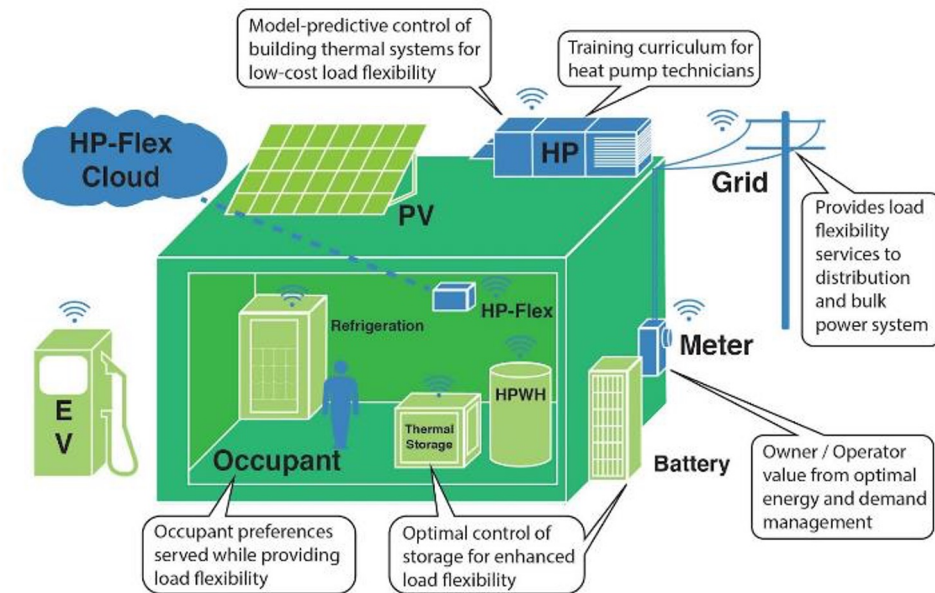 Model-predictive control of
building thermal systems for
low-cost load flexibility
Training curriculum for
heat pump technicians
HP-Flex
Cloud
HP
Grid
PV
Provides load
flexibility
services to
distribution
and bulk
power system
HP-Flex
Refrigeration
Meter
E
V
HPWH
Thermal
Storage
Occupant
Battery
Owner / Operator
value from optimal
energy and demand
management
Occupant preferences
served while providing
load flexibility
Optimal control of
storage for enhanced
load flexibility